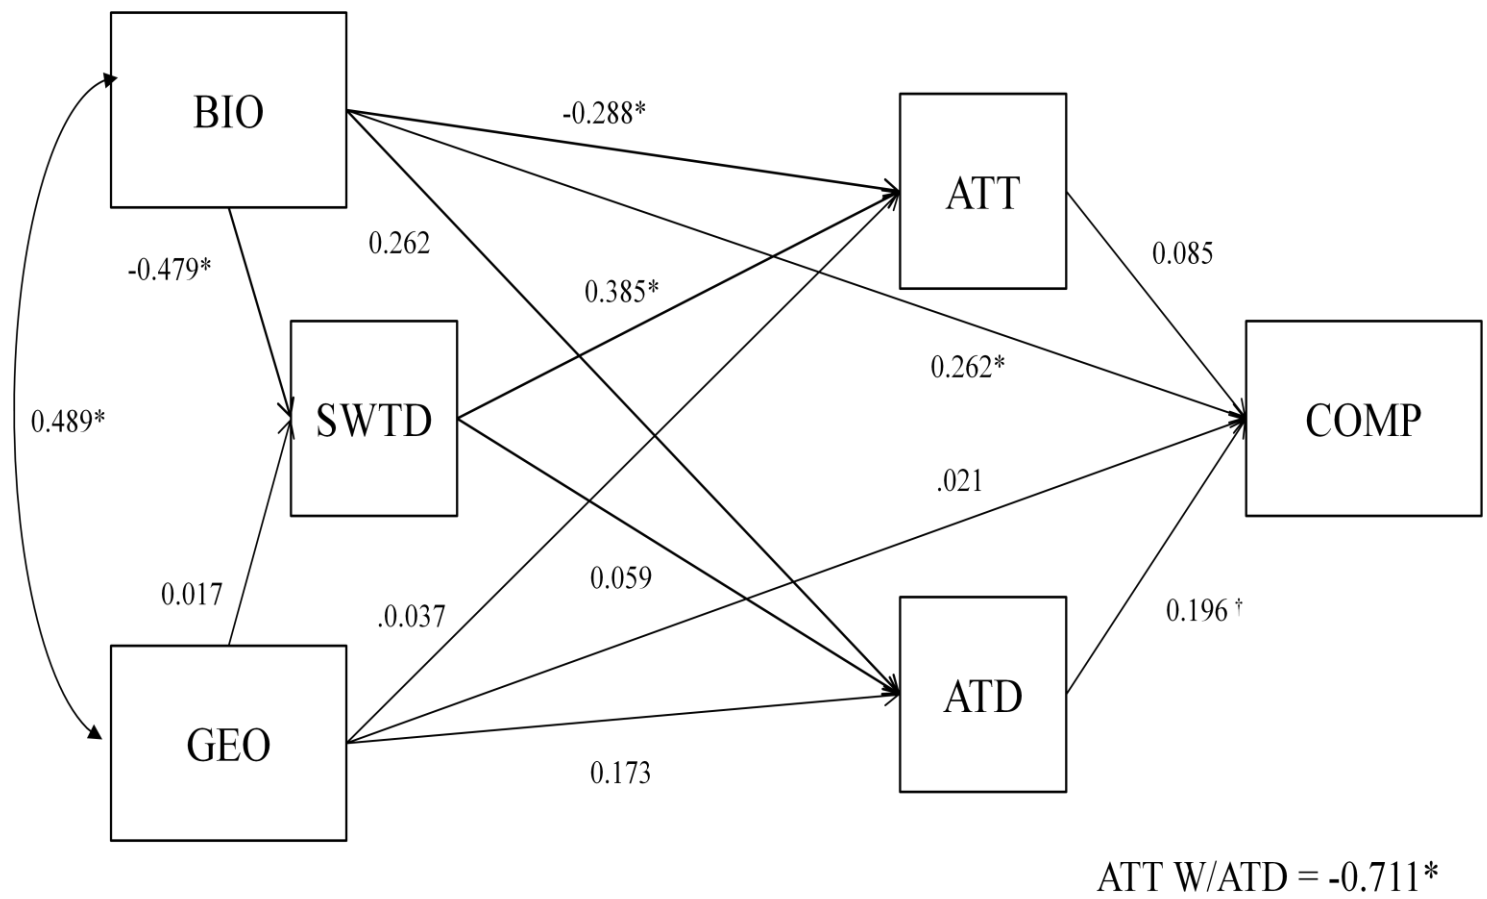 BIO
-0.288*
ATT
0.262
0.085
-0.479*
0.385*
0.262*
0.489*
SWTD
COMP
.021
0.017
0.059
.0.037
0.196 †
GEO
ATD
0.173
ATT W/ATD = -0.711*